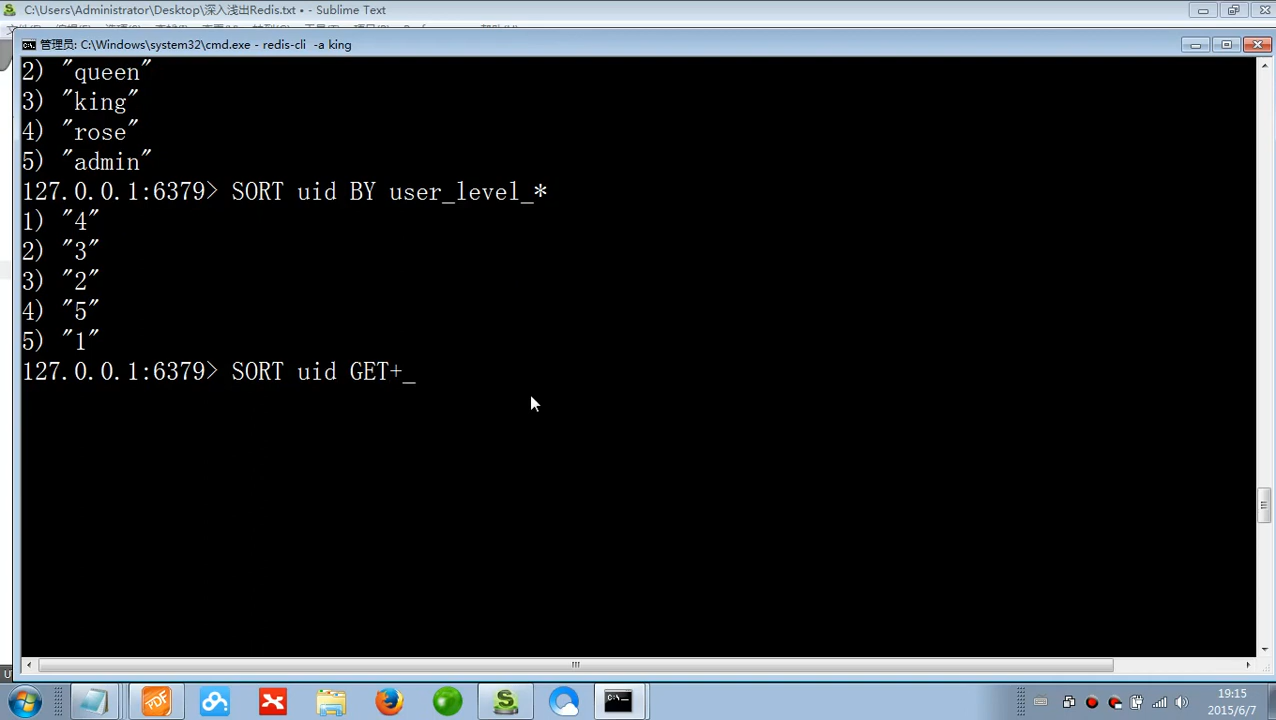 C:\Users\Administrator\Desktop\深入浅出Redis.txt • - Sublime Text
管理员: C:\Windows\system32\cmd.exe - redis-cli  -a king
2) "queen"
3) "king"
4) "rose"
5) "admin"
127.0.0.1:6379> SORT uid BY user_level_*
1) "4"
2) "3"
3) "2"
4) "5"
5) "1"
127.0.0.1:6379> SORT uid GET+_
PDF
19:15
2015/6/7